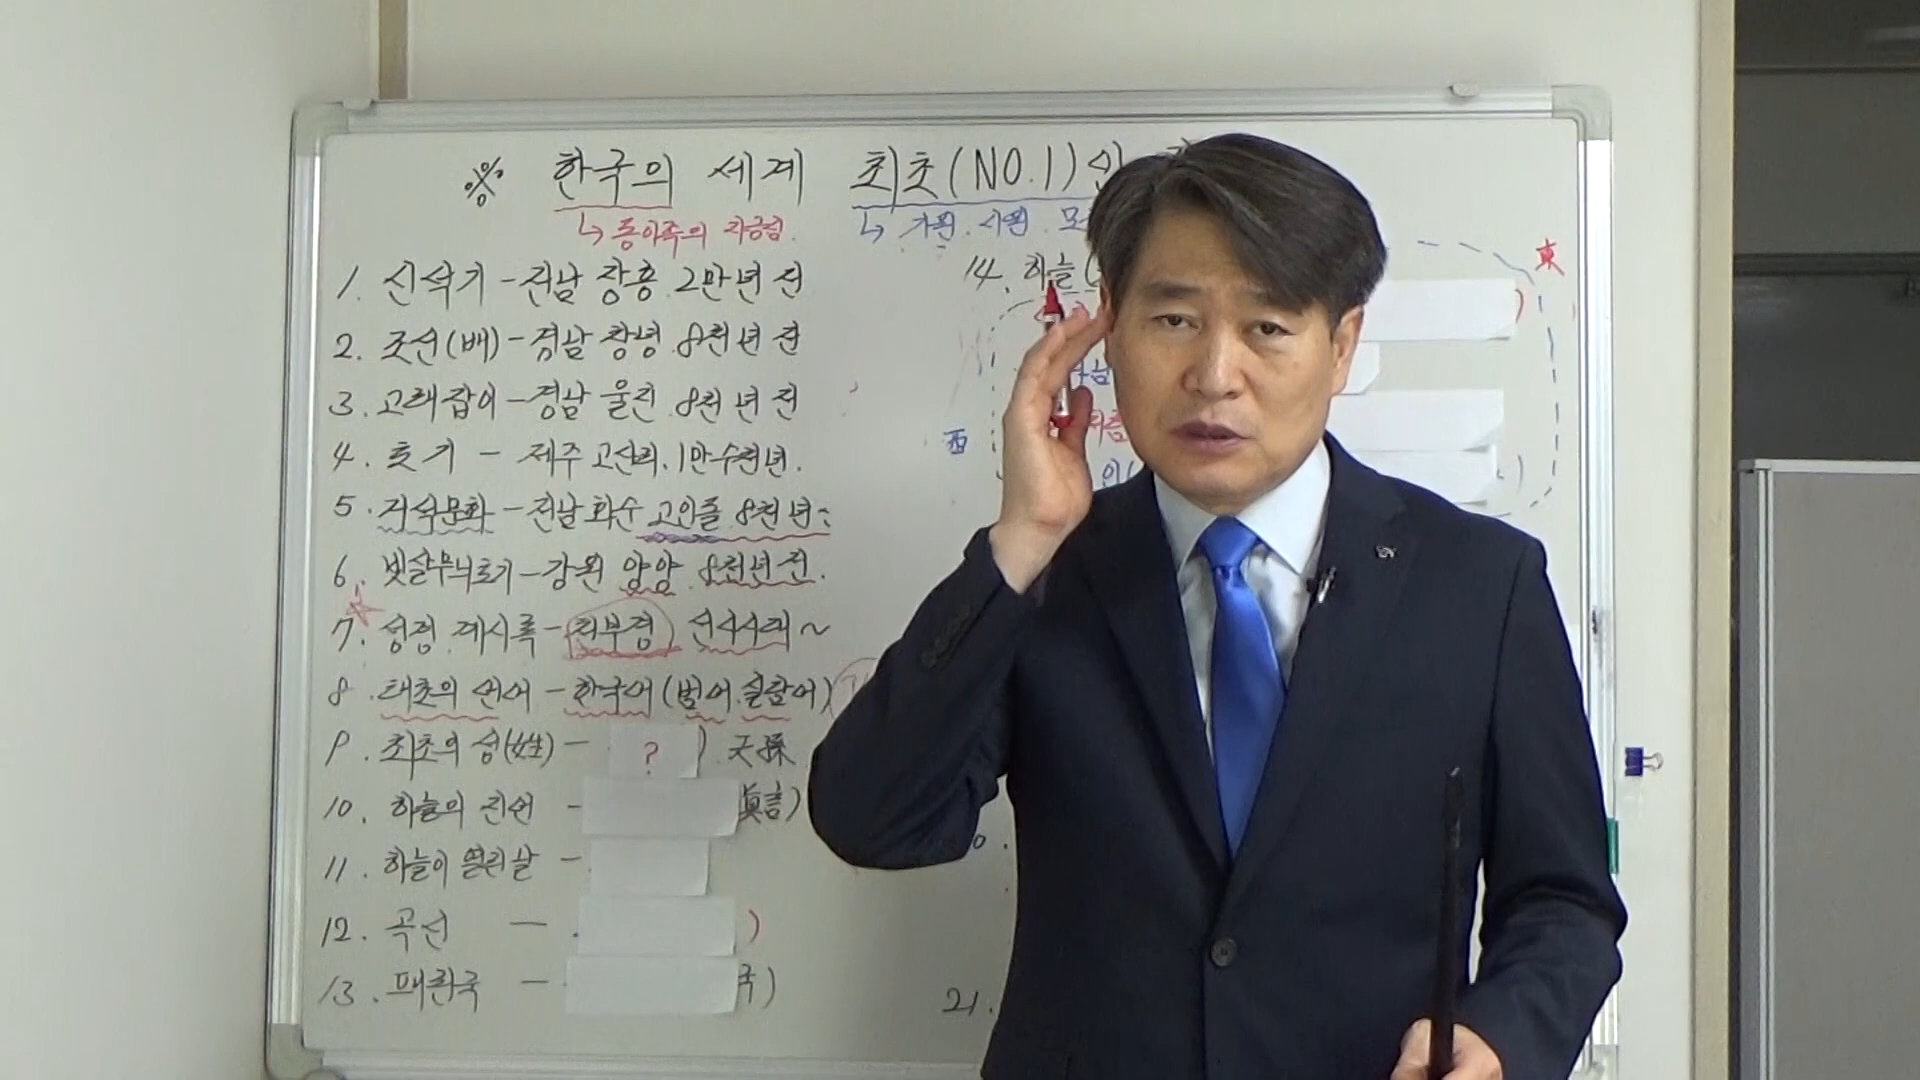 ※ 한국의 세계 최초(NO.1)인
↳ 동이족의 자긍심.
↳ 기원. 시원.
1. 신석기 - 전남 장흥. 2만년 전
2. 조선(배) - 경남 창녕. 8천년 전
3. 고래잡이 - 경남 울진. 8천년 전
4. 토기 - 제주 고산리. 1만 수천년.
5. 거석문화 - 전남 화순 고인돌. 8천년~
6. 빗살무늬토기 - 강원 양양. 8천년 전.
7. 성경. 계시록 - 천부경) 선사시대 ~
8. 태초의 언어 - 한국어 (범어. 실담어)
9. 최초의 성(姓) - ? ) 天孫
10. 하늘의 진언 - 眞言)
11. 하늘이 열린 날 -
12. 곡선 - )
13. 패권국 - 국)
14. 하늘(
東
西
21.